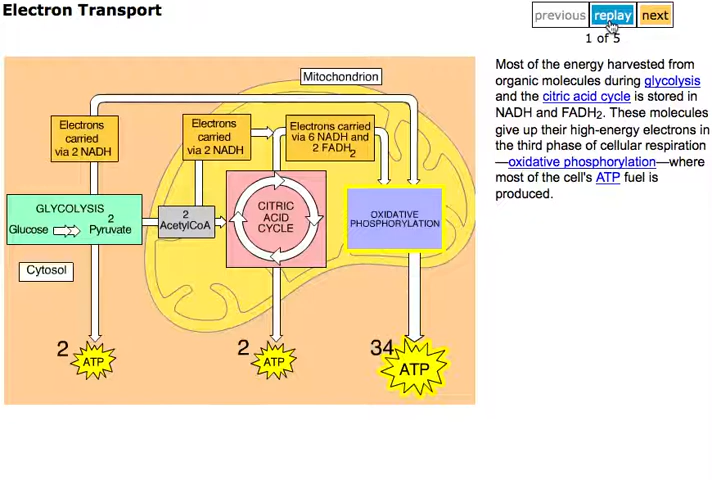 Electron Transport
previous replay next
1 of 5
Most of the energy harvested from
organic molecules during glycolysis
and the citric acid cycle is stored in
NADH and FADH₂. These molecules
give up their high-energy electrons in
the third phase of cellular respiration
—oxidative phosphorylation—where
most of the cell's ATP fuel is
produced.
Mitochondrion
Electrons
carried
via 2 NADH
Electrons
carried
via 2 NADH
Electrons carried
via 6 NADH and
2 FADH₂
GLYCOLYSIS
2
Glucose Pyruvate
2
AcetylCoA
CITRIC
ACID
CYCLE
OXIDATIVE
PHOSPHORYLATION
Cytosol
2 ATP
2 ATP
34 ATP